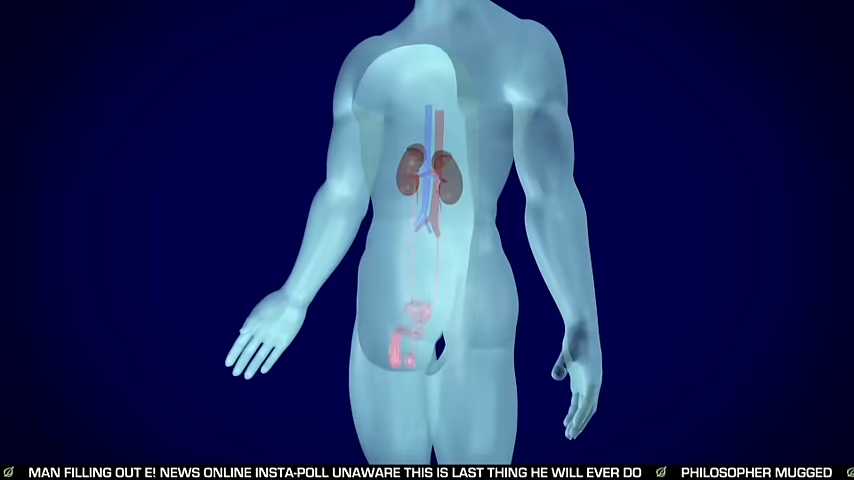 MAN FILLING OUT E! NEWS ONLINE INSTA-POLL UNAWARE THIS IS LAST THING HE WILL EVER DO PHILOSOPHER MUGGED